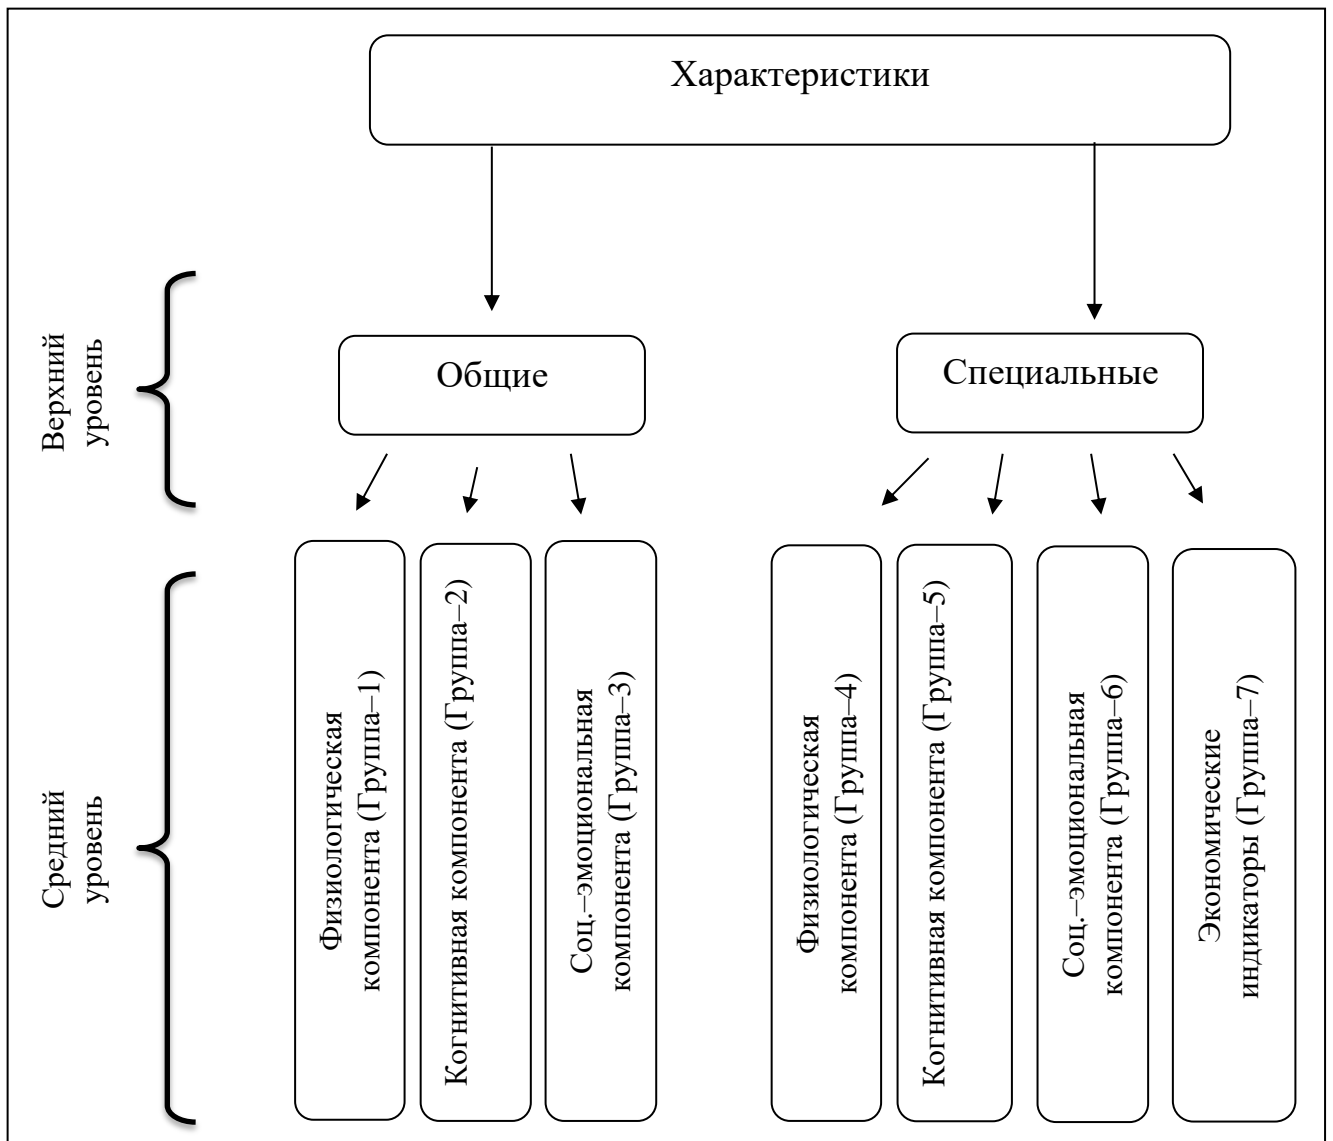 Характеристики
Верхний
уровень
Общие
Специальные
Средний
уровень
Физиологическая
компонента (Группа–1)
Когнитивная компонента (Группа–2)
Соц.–эмоциональная
компонента (Группа–3)
Физиологическая
компонента (Группа–4)
Когнитивная компонента (Группа–5)
Соц.–эмоциональная
компонента (Группа–6)
Экономические
индикаторы (Группа–7)